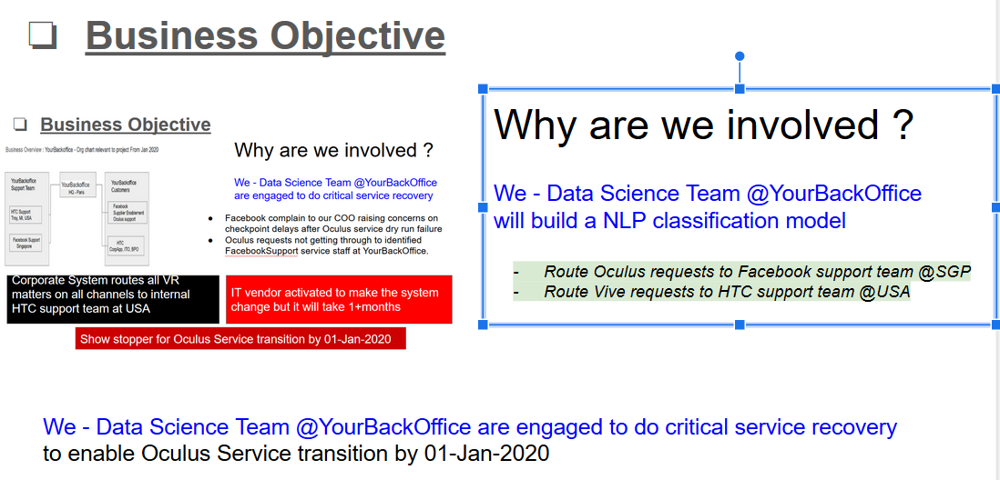 ❏ Business Objective
❏ Business Objective
Business Overview : YourBackoffice - Org chart relevant to project From Jan 2020
YourBackoffice
Support Team
HTC Support
Troy, MI, USA
Facebook Support
Singapore
YourBackoffice
HQ - Paris
YourBackoffice
Customers
Facebook
Supplier Enablement
Oculus support
HTC
CorpApp, ITO, BPO
Why are we involved ?
We - Data Science Team @YourBackOffice
are engaged to do critical service recovery
● Facebook complain to our COO raising concerns on
checkpoint delays after Oculus service dry run failure
● Oculus requests not getting through to identified
FacebookSupport service staff at YourBackOffice.
Corporate System routes all VR
matters on all channels to internal
HTC support team at USA
IT vendor activated to make the system
change but it will take 1+months
Show stopper for Oculus Service transition by 01-Jan-2020
Why are we involved ?
We - Data Science Team @YourBackOffice
will build a NLP classification model
- Route Oculus requests to Facebook support team @SGP
- Route Vive requests to HTC support team @USA
We - Data Science Team @YourBackOffice are engaged to do critical service recovery
to enable Oculus Service transition by 01-Jan-2020